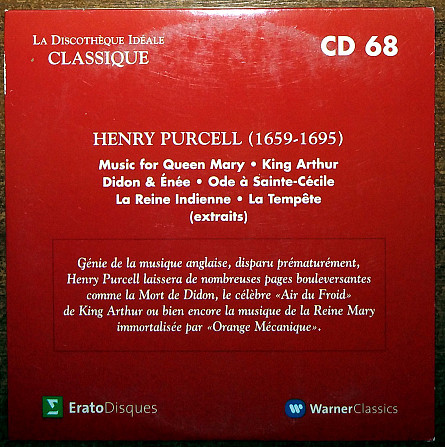 La Discothèque Idéale
CLASSIQUE
CD 68
HENRY PURCELL (1659-1695)
Music for Queen Mary • King Arthur
Didon & Énée • Ode à Sainte-Cécile
La Reine Indienne • La Tempête
(extraits)
Génie de la musique anglaise, disparu prématurément,
Henry Purcell laissera de nombreuses pages bouleversantes
comme la Mort de Didon, le célèbre «Air du Froid»
de King Arthur ou bien encore la musique de la Reine Mary
immortalisée par «Orange Mécanique».
EratoDisques
WarnerClassics